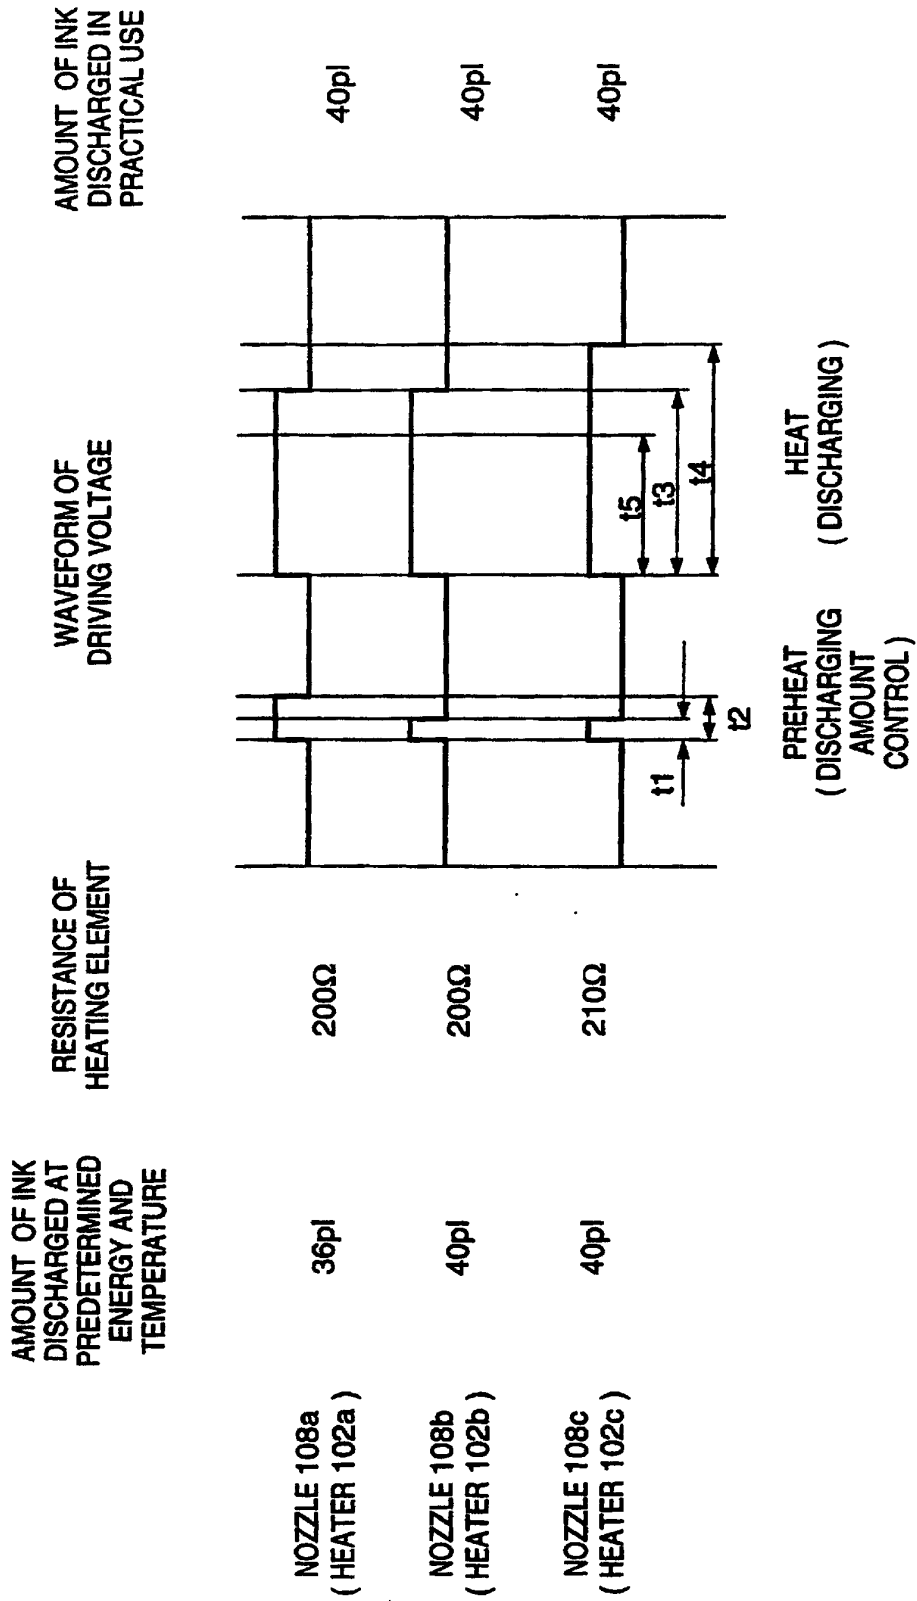 AMOUNT OF INK
DISCHARGED AT
PREDETERMINED
ENERGY AND
TEMPERATURE
RESISTANCE OF
HEATING ELEMENT
WAVEFORM OF
DRIVING VOLTAGE
AMOUNT OF INK
DISCHARGED IN
PRACTICAL USE
NOZZLE 108a
( HEATER 102a )
36pl
200Ω
40pl
NOZZLE 108b
( HEATER 102b )
40pl
200Ω
40pl
NOZZLE 108c
( HEATER 102c )
40pl
210Ω
40pl
t1
t2
t5
t3
t4
PREHEAT
( DISCHARGING
AMOUNT
CONTROL )
HEAT
( DISCHARGING )